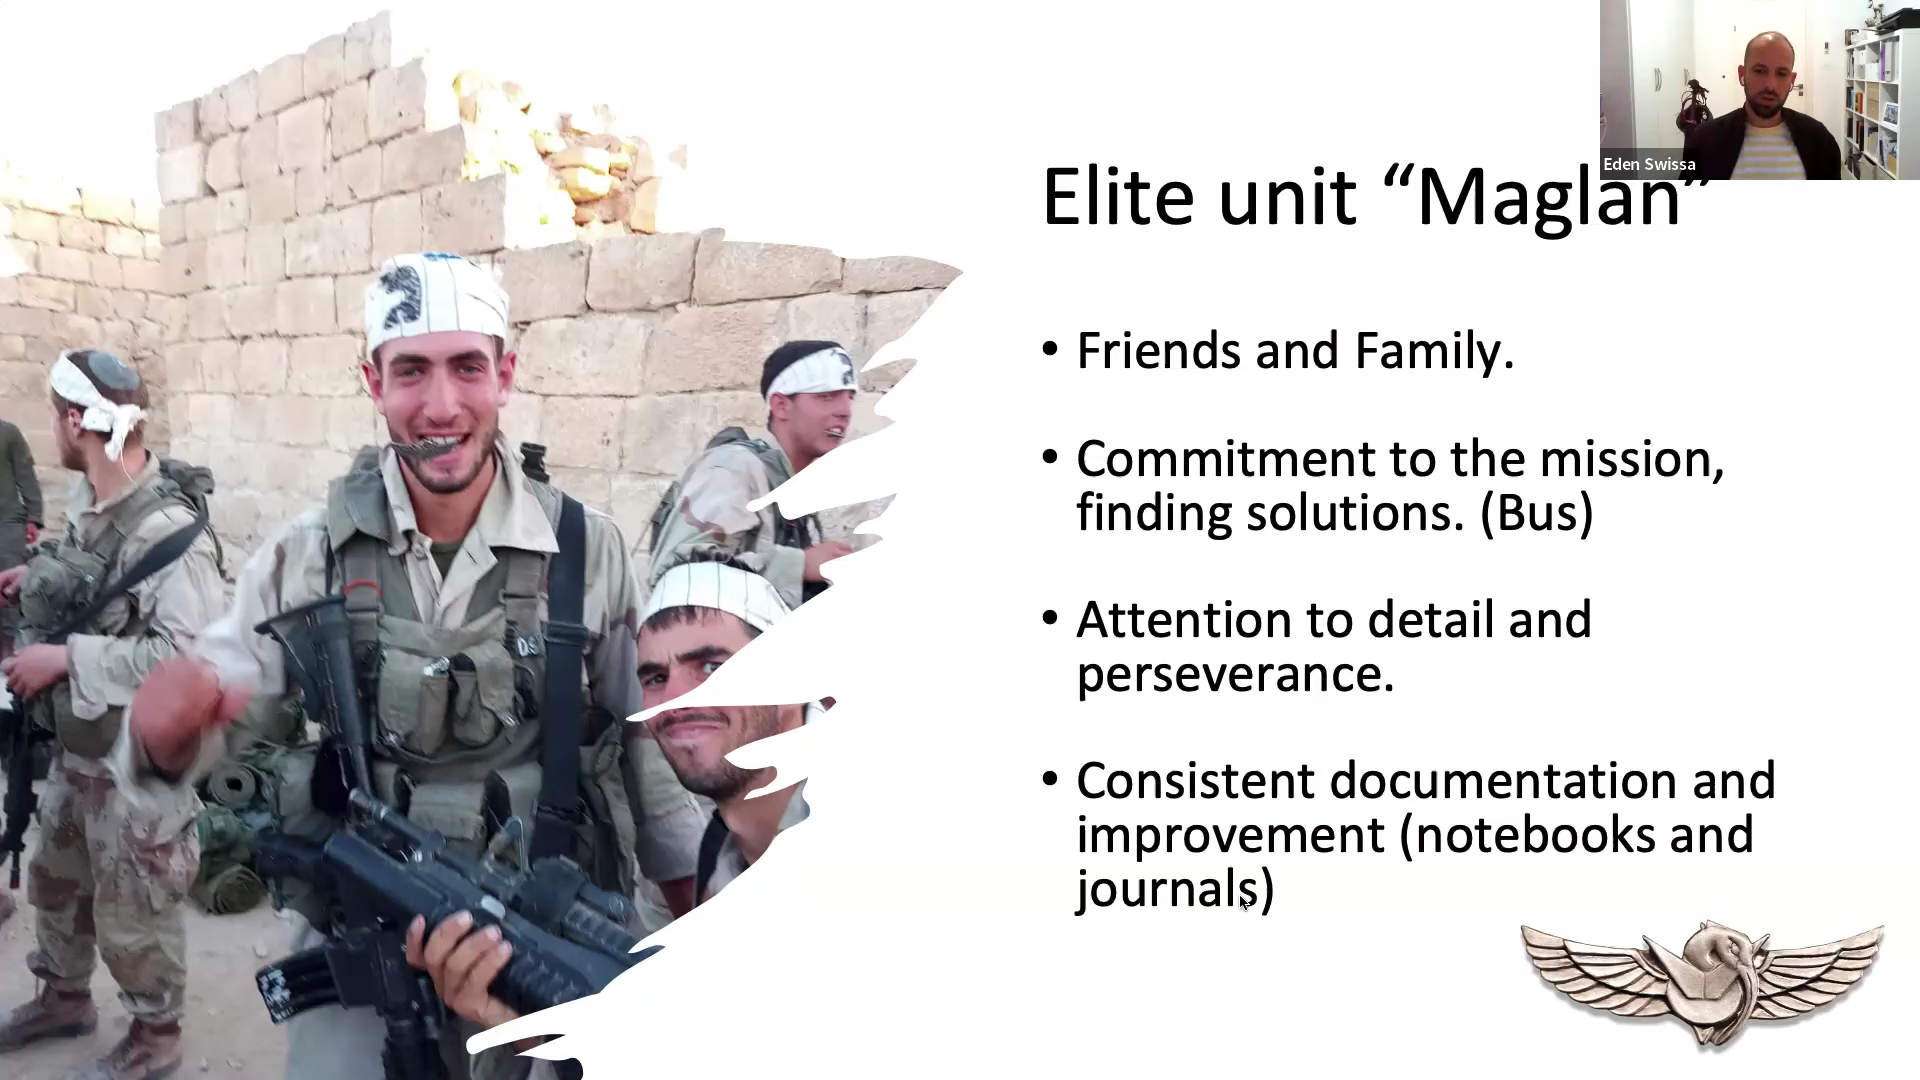 Eden Swissa
Elite unit “Maglan”
• Friends and Family.
• Commitment to the mission,
finding solutions. (Bus)
• Attention to detail and
perseverance.
• Consistent documentation and
improvement (notebooks and
journals)